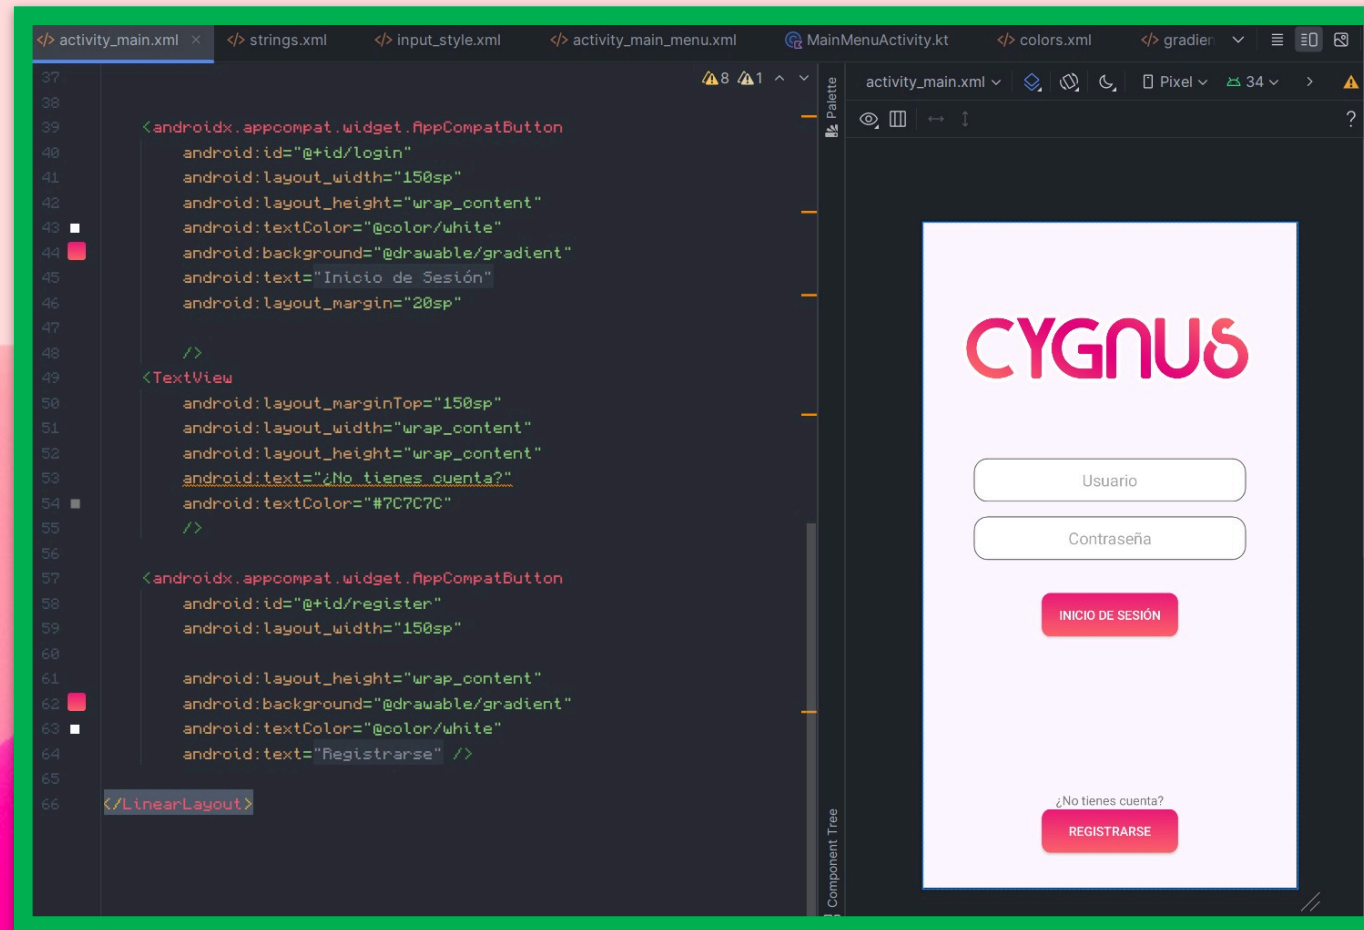 activity_main.xml × strings.xml input_style.xml activity_main_menu.xml MainMenuActivity.kt colors.xml gradien
37 8 1
38
39 <androidx.appcompat.widget.AppCompatButton
40 android:id="@+id/login"
41 android:layout_width="150sp"
42 android:layout_height="wrap_content"
43 android:textColor="@color/white"
44 android:background="@drawable/gradient"
45 android:text="Inicio de Sesión"
46 android:layout_margin="20sp"
47
48 />
49 <TextView
50 android:layout_marginTop="150sp"
51 android:layout_width="wrap_content"
52 android:layout_height="wrap_content"
53 android:text="¿No tienes cuenta?"
54 android:textColor="#7C7C7C"
55 />
56
57 <androidx.appcompat.widget.AppCompatButton
58 android:id="@+id/register"
59 android:layout_width="150sp"
60
61 android:layout_height="wrap_content"
62 android:background="@drawable/gradient"
63 android:textColor="@color/white"
64 android:text="Registrarse" />
65
66 </LinearLayout>
Palette
Component Tree
activity_main.xml Pixel 34
?
CYGNUS
Usuario
Contraseña
INICIO DE SESIÓN
¿No tienes cuenta?
REGISTRARSE